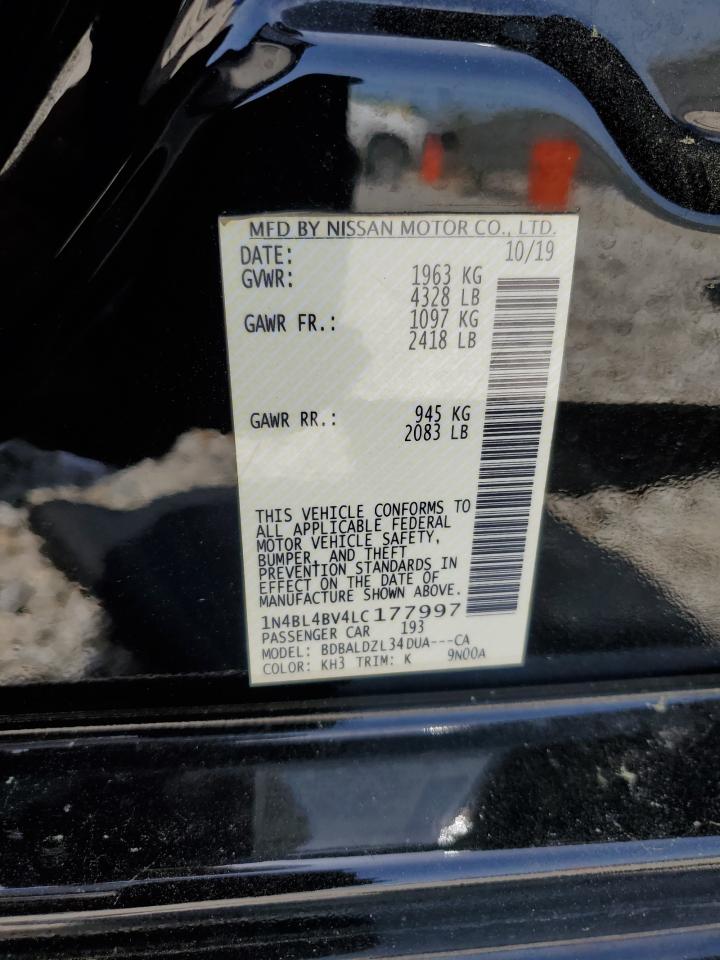 MFD BY NISSAN MOTOR CO., LTD.
DATE: 10/19
GVWR: 1963 KG
4328 LB
GAWR FR.: 1097 KG
2418 LB
GAWR RR.: 945 KG
2083 LB
THIS VEHICLE CONFORMS TO
ALL APPLICABLE FEDERAL
MOTOR VEHICLE SAFETY,
BUMPER, AND THEFT
PREVENTION STANDARDS IN
EFFECT ON THE DATE OF
MANUFACTURE SHOWN ABOVE.
1N4BL4BV4LC177997
PASSENGER CAR 193
MODEL: BDBALDZL34DUA---CA
COLOR: KH3 TRIM: K 9N00A